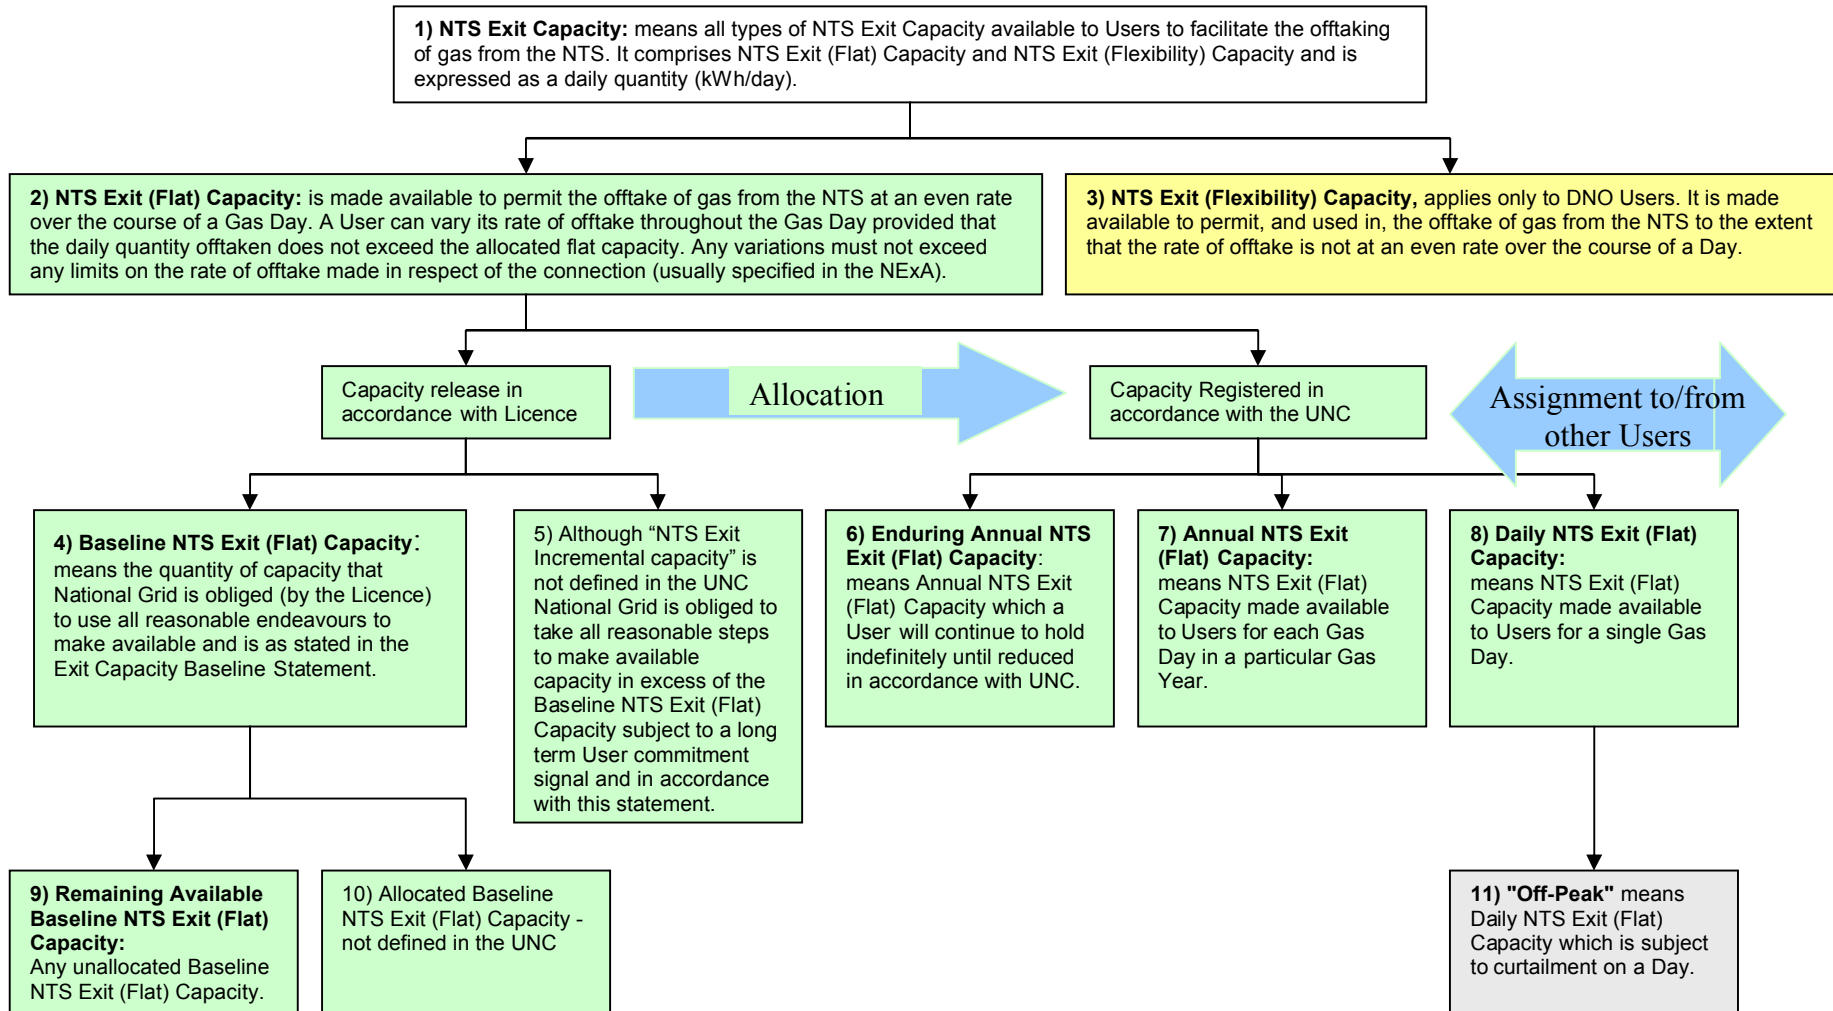 1) NTS Exit Capacity: means all types of NTS Exit Capacity available to Users to facilitate the offtaking
of gas from the NTS. It comprises NTS Exit (Flat) Capacity and NTS Exit (Flexibility) Capacity and is
expressed as a daily quantity (kWh/day).
2) NTS Exit (Flat) Capacity: is made available to permit the offtake of gas from the NTS at an even rate
over the course of a Gas Day. A User can vary its rate of offtake throughout the Gas Day provided that
the daily quantity offtaken does not exceed the allocated flat capacity. Any variations must not exceed
any limits on the rate of offtake made in respect of the connection (usually specified in the NExA).
3) NTS Exit (Flexibility) Capacity, applies only to DNO Users. It is made
available to permit, and used in, the offtake of gas from the NTS to the extent
that the rate of offtake is not at an even rate over the course of a Day.
Capacity release in
accordance with Licence
Allocation
Capacity Registered in
accordance with the UNC
Assignment to/from
other Users
4) Baseline NTS Exit (Flat) Capacity:
means the quantity of capacity that
National Grid is obliged (by the Licence)
to use all reasonable endeavours to
make available and is as stated in the
Exit Capacity Baseline Statement.
5) Although “NTS Exit
Incremental capacity” is
not defined in the UNC
National Grid is obliged to
take all reasonable steps
to make available
capacity in excess of the
Baseline NTS Exit (Flat)
Capacity subject to a long
term User commitment
signal and in accordance
with this statement.
6) Enduring Annual NTS
Exit (Flat) Capacity:
means Annual NTS Exit
(Flat) Capacity which a
User will continue to hold
indefinitely until reduced
in accordance with UNC.
7) Annual NTS Exit
(Flat) Capacity:
means NTS Exit (Flat)
Capacity made available
to Users for each Gas
Day in a particular Gas
Year.
8) Daily NTS Exit (Flat)
Capacity:
means NTS Exit (Flat)
Capacity made available
to Users for a single Gas
Day.
9) Remaining Available
Baseline NTS Exit (Flat)
Capacity:
Any unallocated Baseline
NTS Exit (Flat) Capacity.
10) Allocated Baseline
NTS Exit (Flat) Capacity -
not defined in the UNC
11) "Off-Peak" means
Daily NTS Exit (Flat)
Capacity which is subject
to curtailment on a Day.